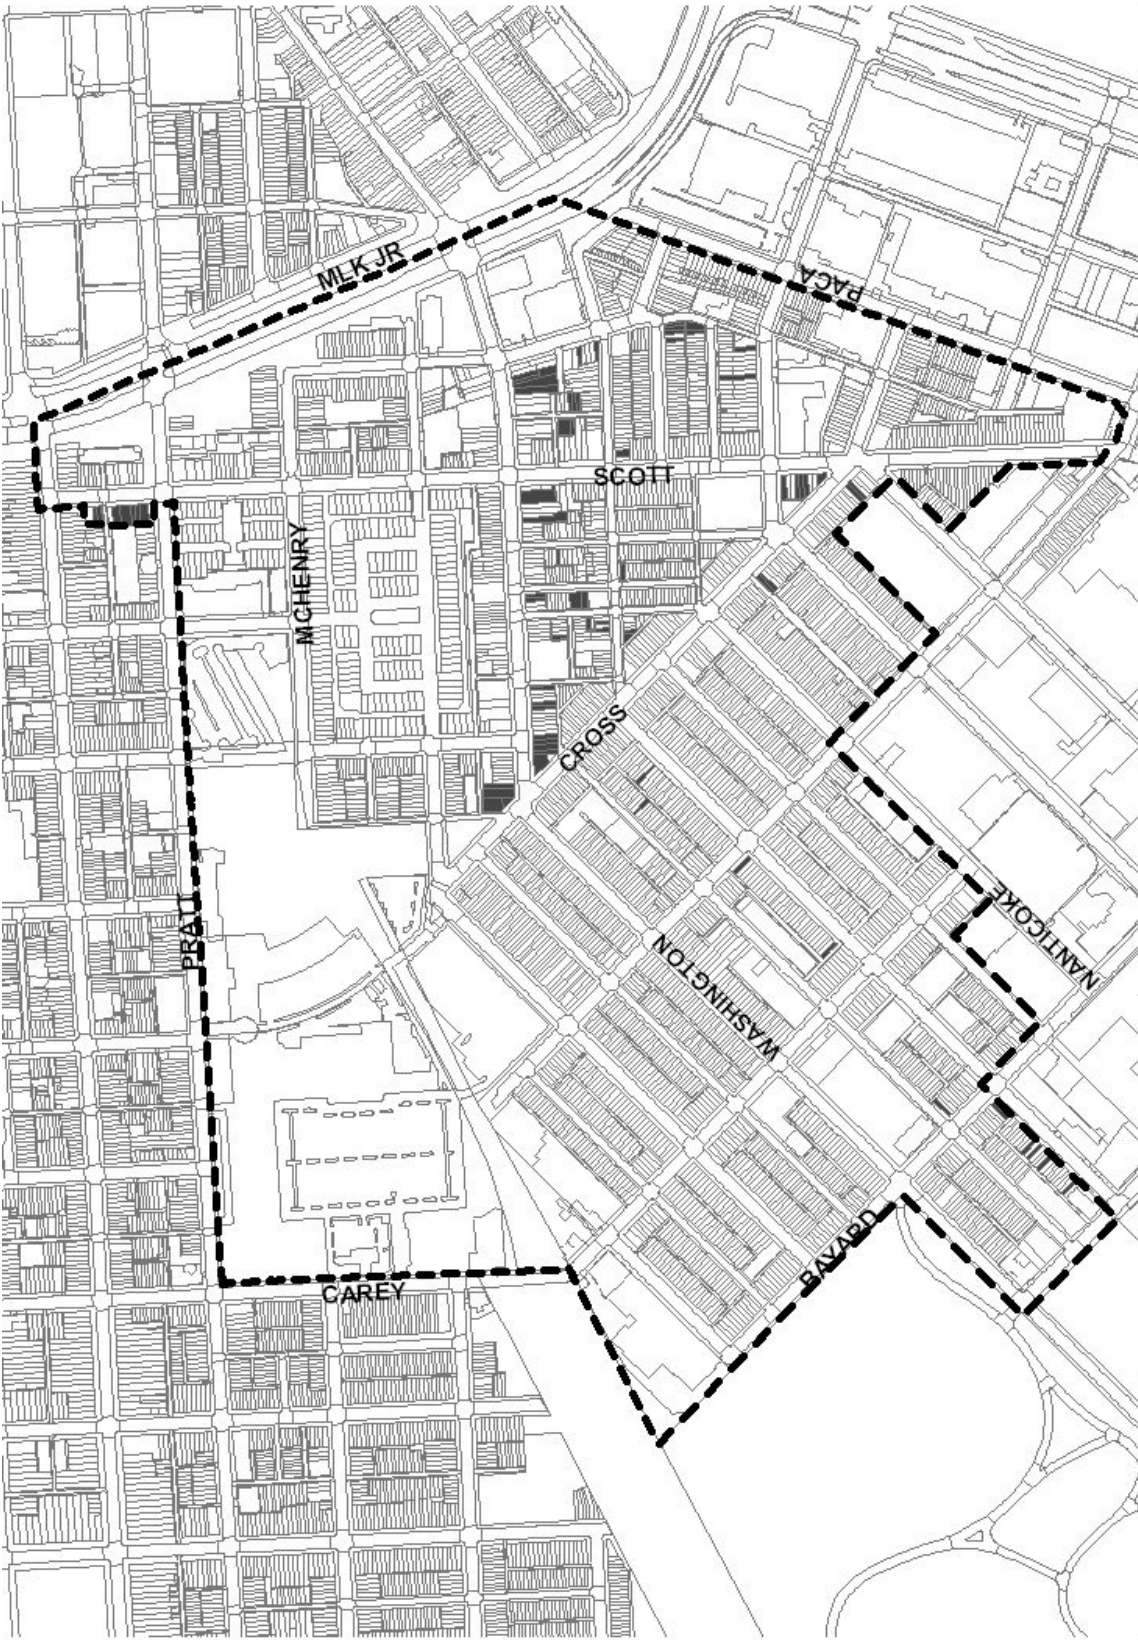 MLK JR
PACA
SCOTT
MCHENRY
CROSS
PRATT
NANTICOKE
WASHINGTON
BAYARD
CAREY